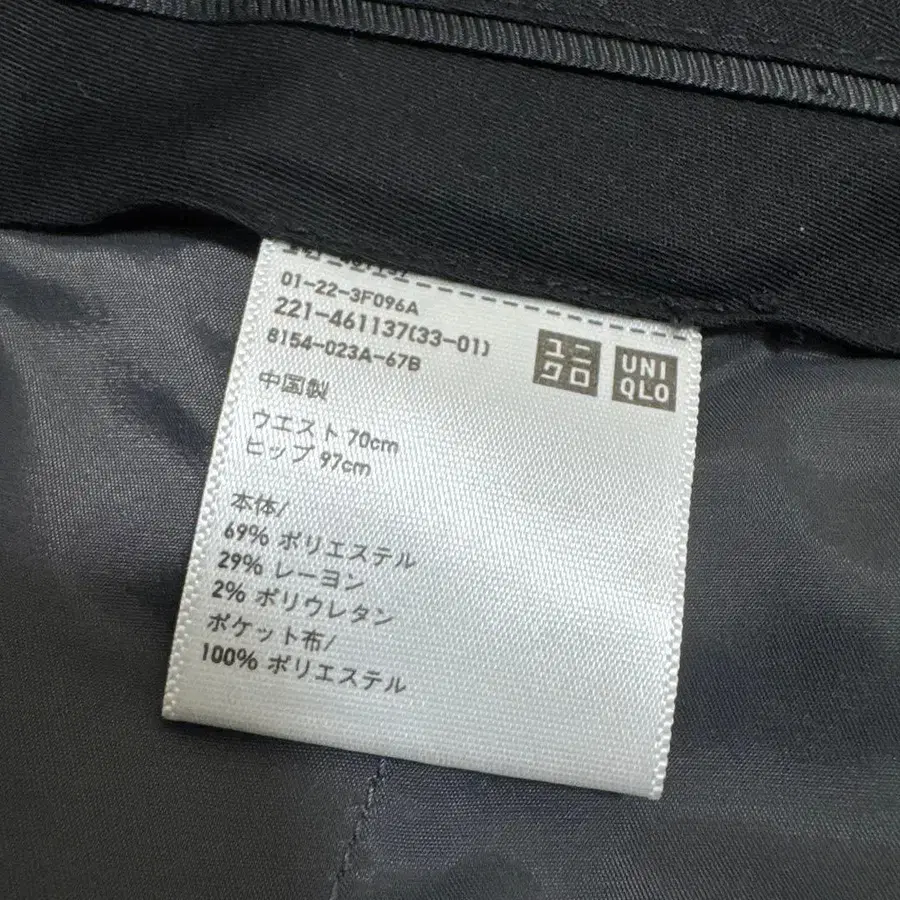 01-22-3F096A
221-461137(33-01)
8154-023A-67B
ユニ
クロ
UNI
QLO
中国製
ウエスト 70cm
ヒップ 97cm
本体/
69% ポリエステル
29% レーヨン
2% ポリウレタン
ポケット布/
100% ポリエステル